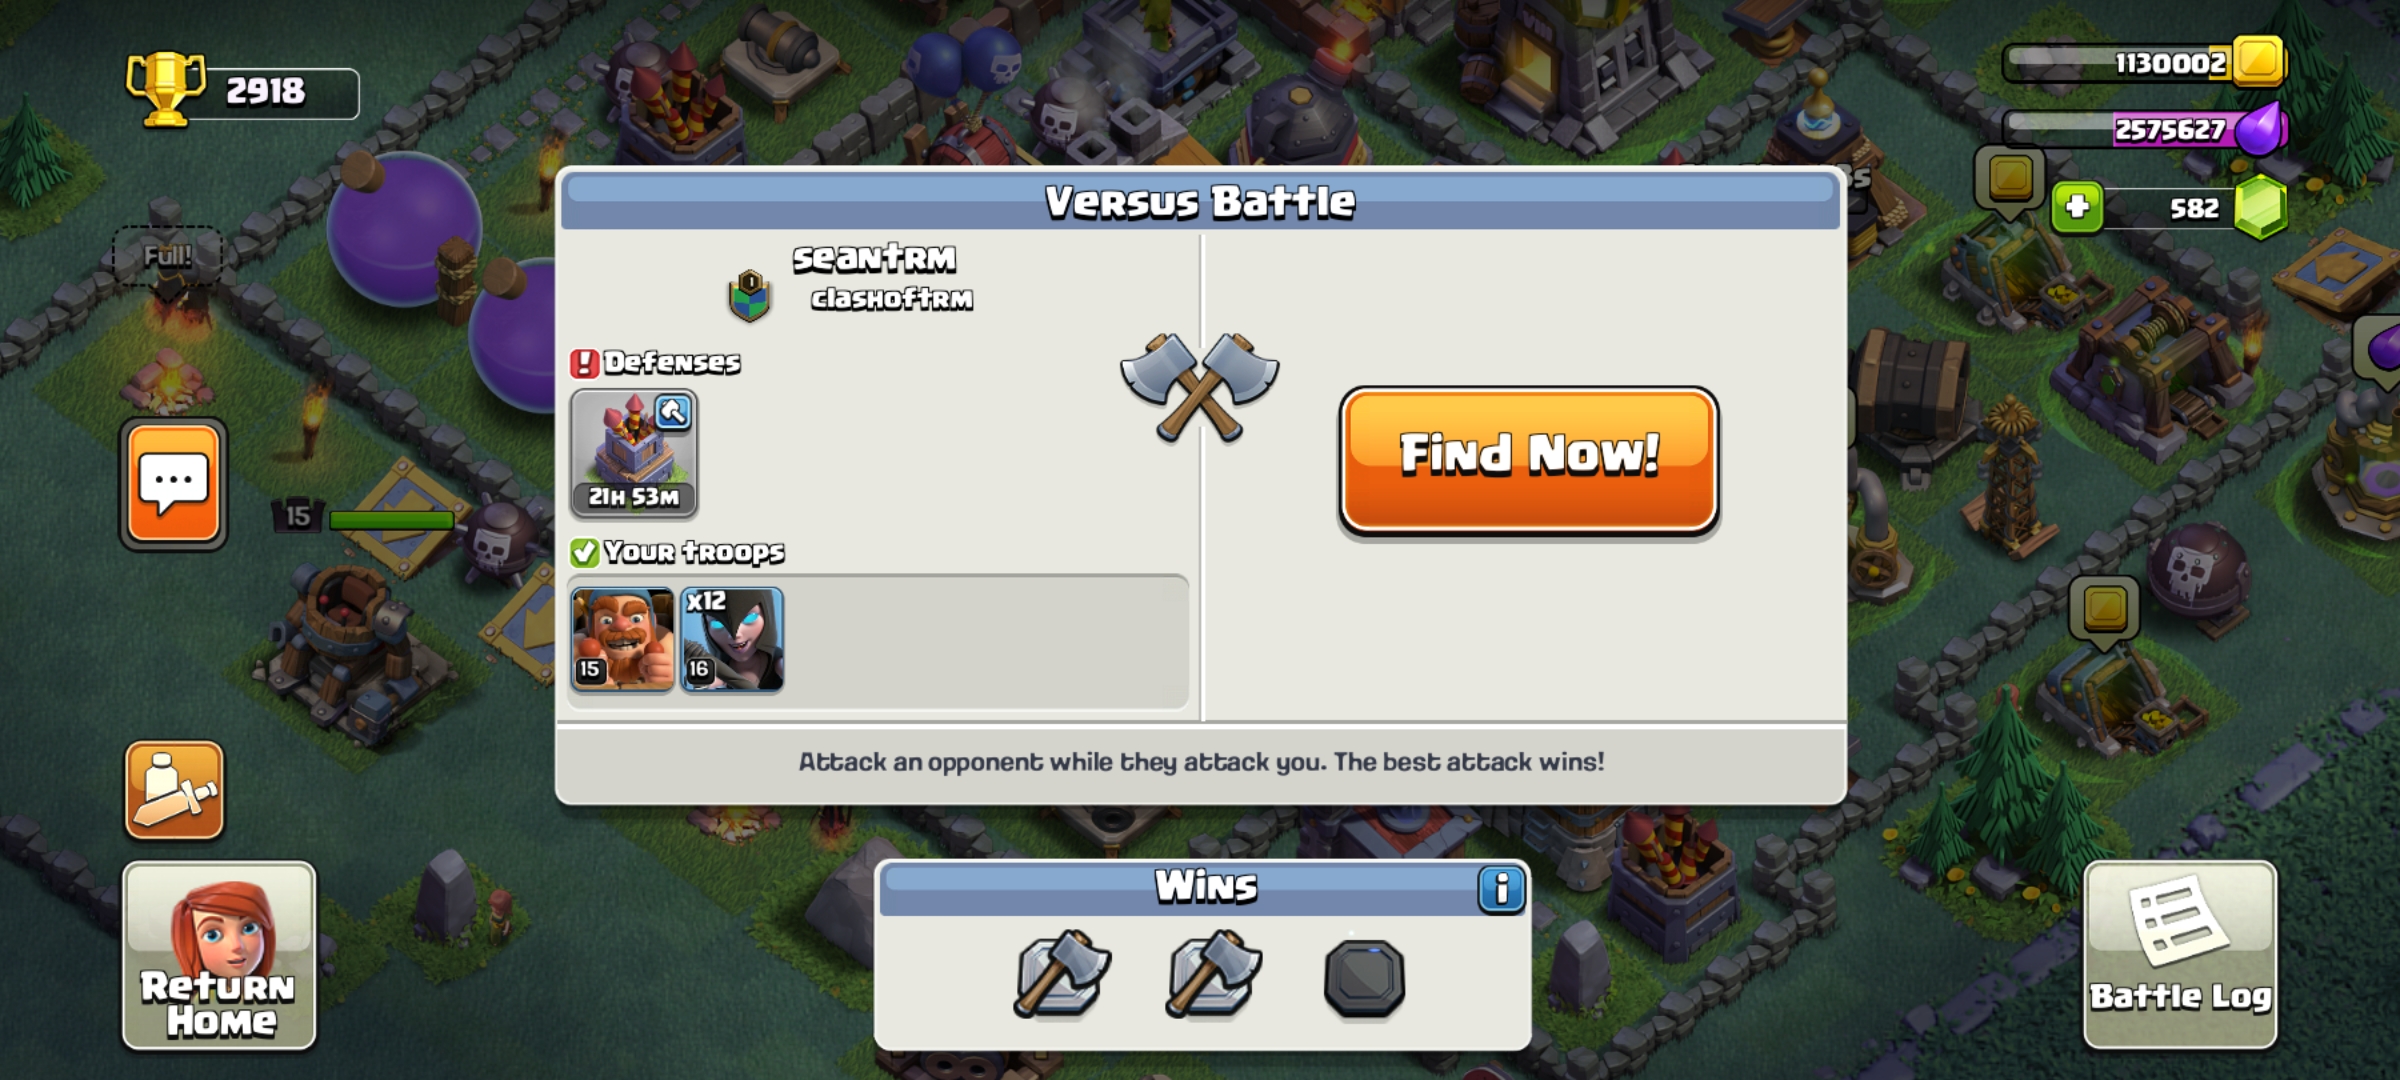 2918
1130002
2575627
582
Full!
Versus Battle
seantrm
clashoftrm
Defenses
21H 53M
Find Now!
15
Your troops
15
x12
16
Attack an opponent while they attack you. The best attack wins!
Wins
i
Return
Home
Battle Log